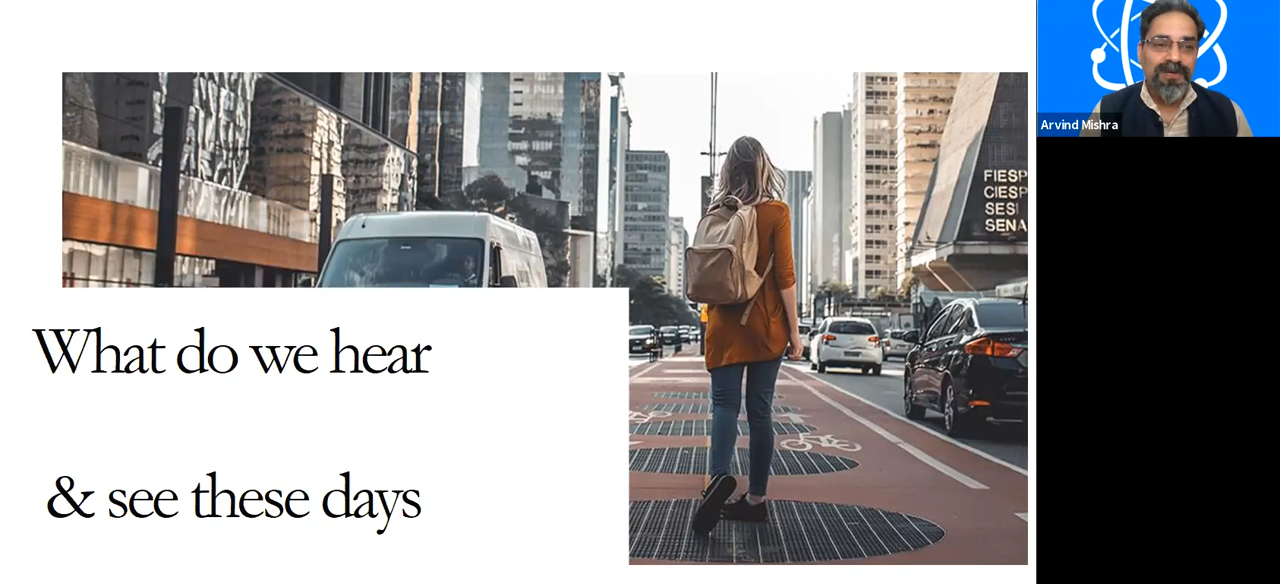 What do we hear
& see these days
FIESP
CIESP
SESI
SENA
Arvind Mishra